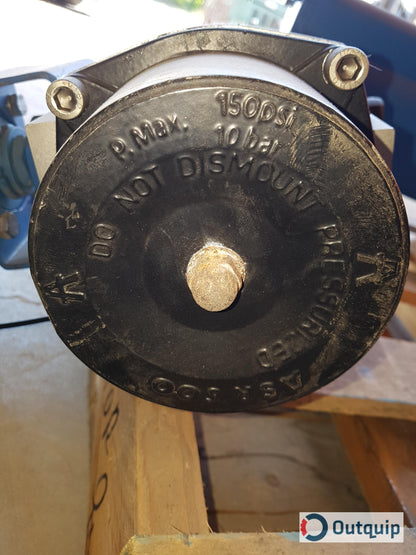 P. Max. 150psi
10 bar
DO NOT DISMOUNT PRESSURIZED
Outquip